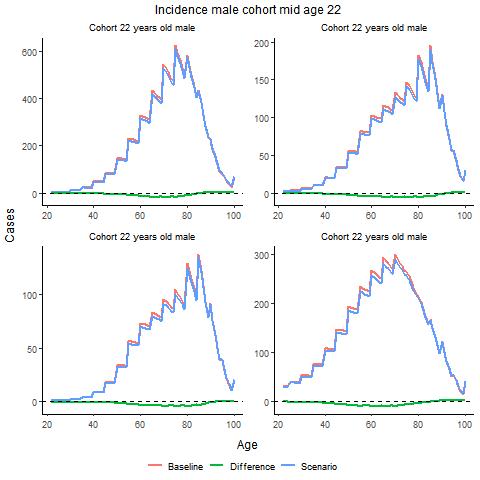 Incidence male cohort mid age 22
Cohort 22 years old male
Cohort 22 years old male
600
400
200
0
20 40 60 80 100
200
150
100
50
0
20 40 60 80 100
Cases
Cohort 22 years old male
Cohort 22 years old male
100
50
0
20 40 60 80 100
300
200
100
0
20 40 60 80 100
Age
Baseline Difference Scenario